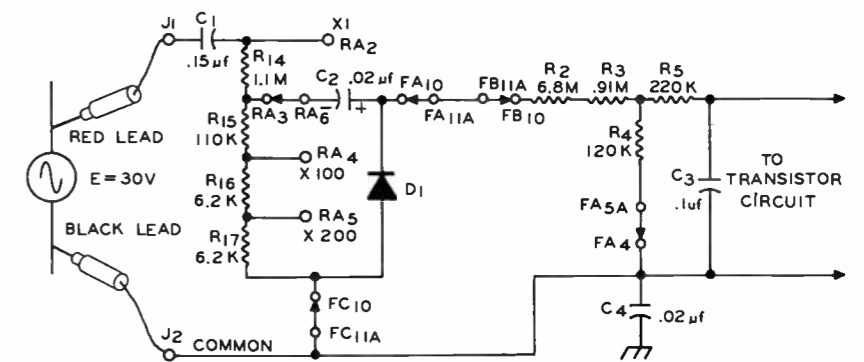 J1
C1
.15µf
X1
RA2
R14
1.1M
C2 .02µf
- +
RA3
RA6
FA10
FA11A
FB11A
FB10
R2
6.8M
R3
.91M
R5
220K
R15
110K
RED LEAD
E=30V
R16
6.2K
RA4
X100
R4
120K
D1
C3
.1uf
TO
TRANSISTOR
CIRCUIT
BLACK LEAD
R17
6.2K
RA5
X200
FA5A
FA4
FC10
FC11A
C4
.02µf
J2
COMMON